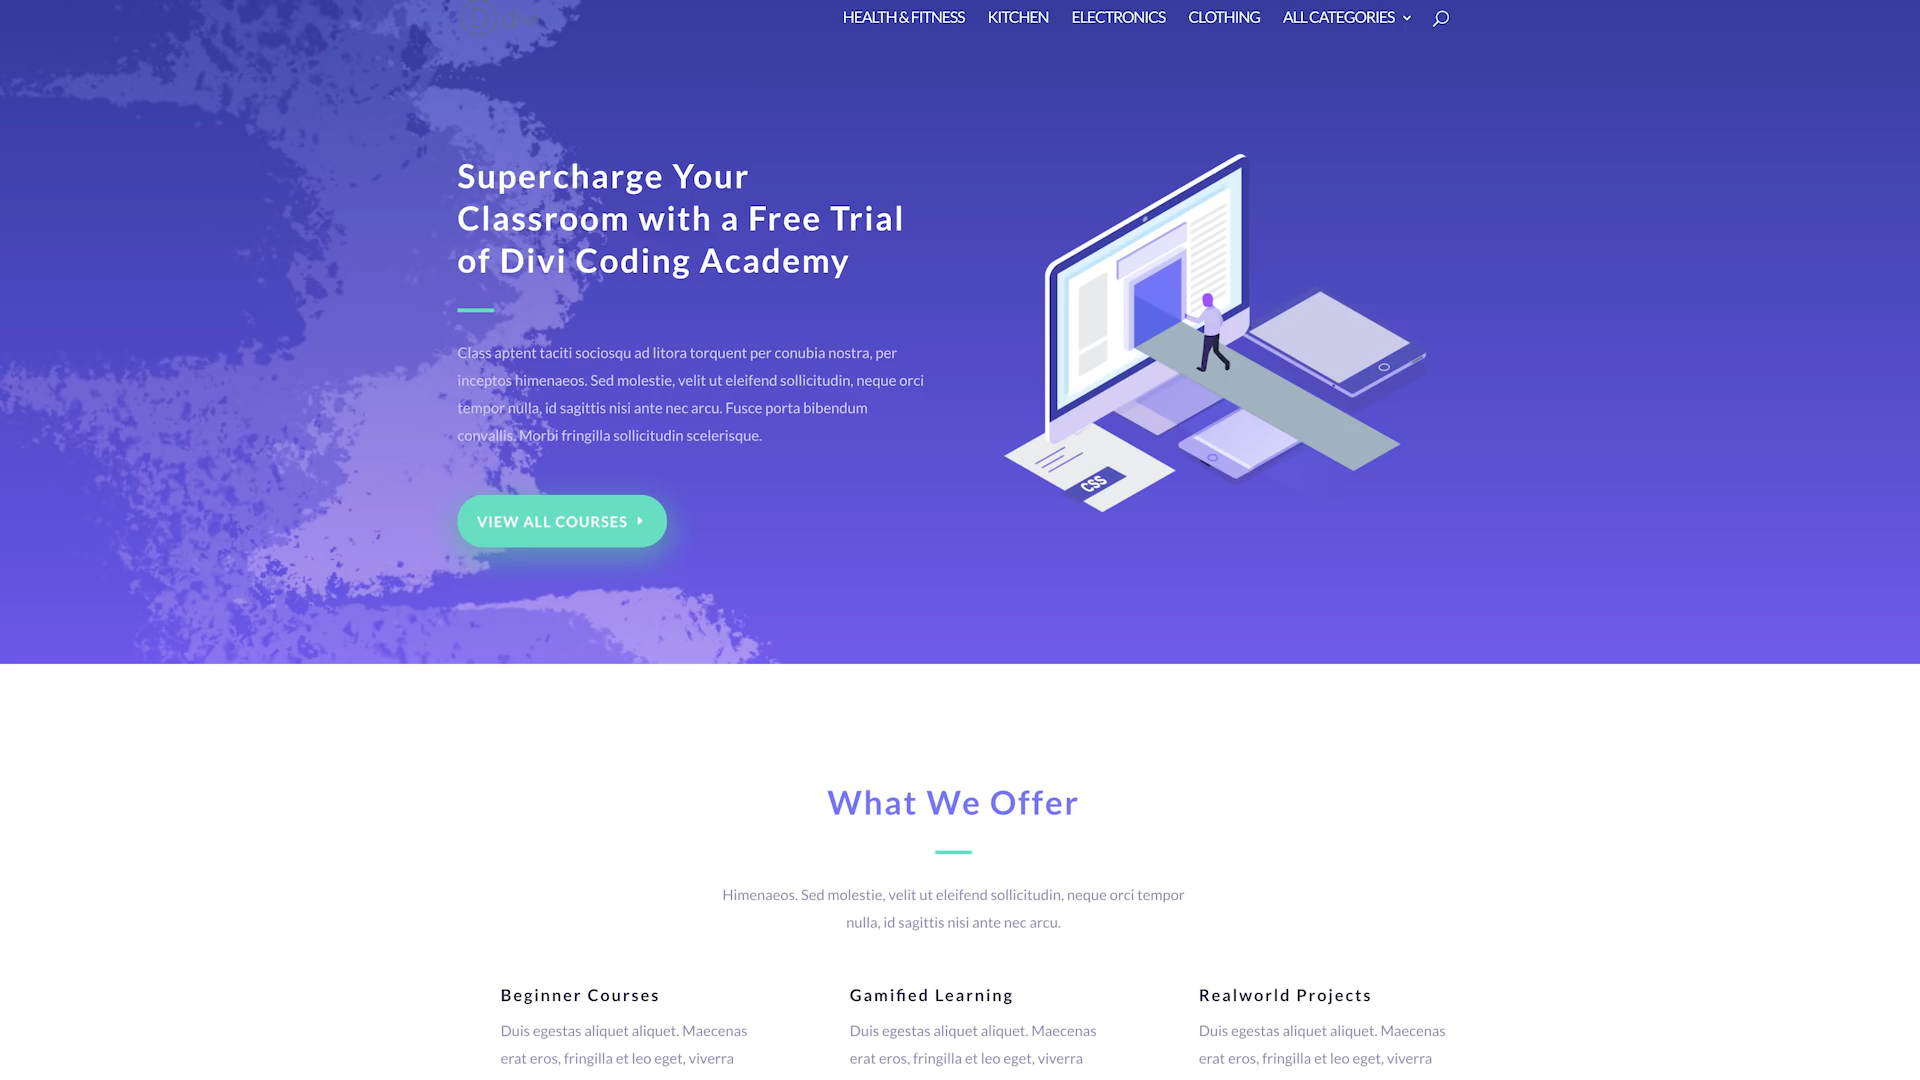 HEALTH & FITNESS KITCHEN ELECTRONICS CLOTHING ALL CATEGORIES
Supercharge Your
Classroom with a Free Trial
of Divi Coding Academy
Class aptent taciti sociosqu ad litora torquent per conubia nostra, per
inceptos himenaeos. Sed molestie, velit ut eleifend sollicitudin, neque orci
tempor nulla, id sagittis nisi ante nec arcu. Fusce porta bibendum
convallis. Morbi fringilla sollicitudin scelerisque.
VIEW ALL COURSES
CSS
What We Offer
Himenaeos. Sed molestie, velit ut eleifend sollicitudin, neque orci tempor
nulla, id sagittis nisi ante nec arcu.
Beginner Courses
Duis egestas aliquet aliquet. Maecenas
erat eros, fringilla et leo eget, viverra
Gamified Learning
Duis egestas aliquet aliquet. Maecenas
erat eros, fringilla et leo eget, viverra
Realworld Projects
Duis egestas aliquet aliquet. Maecenas
erat eros, fringilla et leo eget, viverra